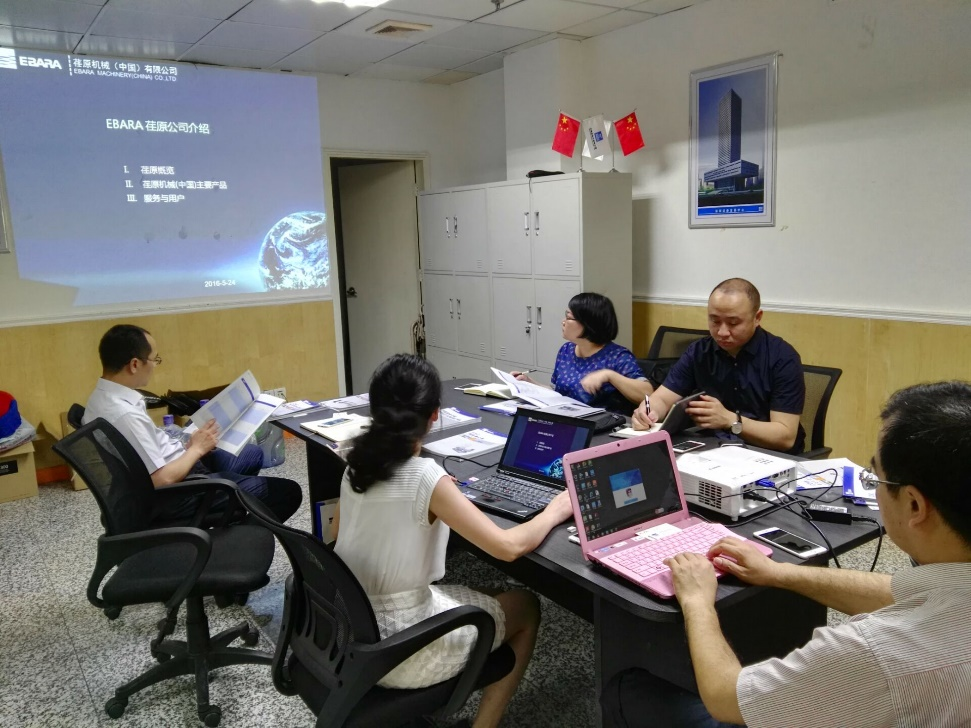 EBARA
荏原机械（中国）有限公司
EBARA MACHINERY(CHINA) CO.,LTD
EBARA 荏原公司介绍
I. 荏原概览
II. 荏原机械(中国)主要产品
III. 服务与用户
2016-5-24